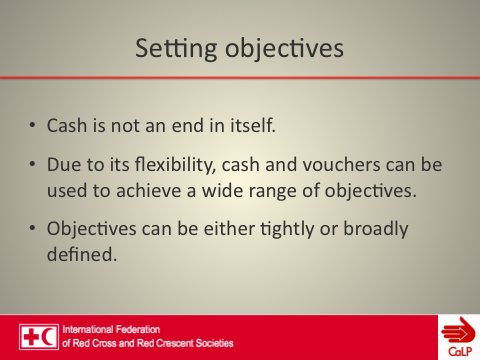 Setting objectives
• Cash is not an end in itself.
• Due to its flexibility, cash and vouchers can be
used to achieve a wide range of objectives.
• Objectives can be either tightly or broadly
defined.
International Federation
of Red Cross and Red Crescent Societies
CaLP